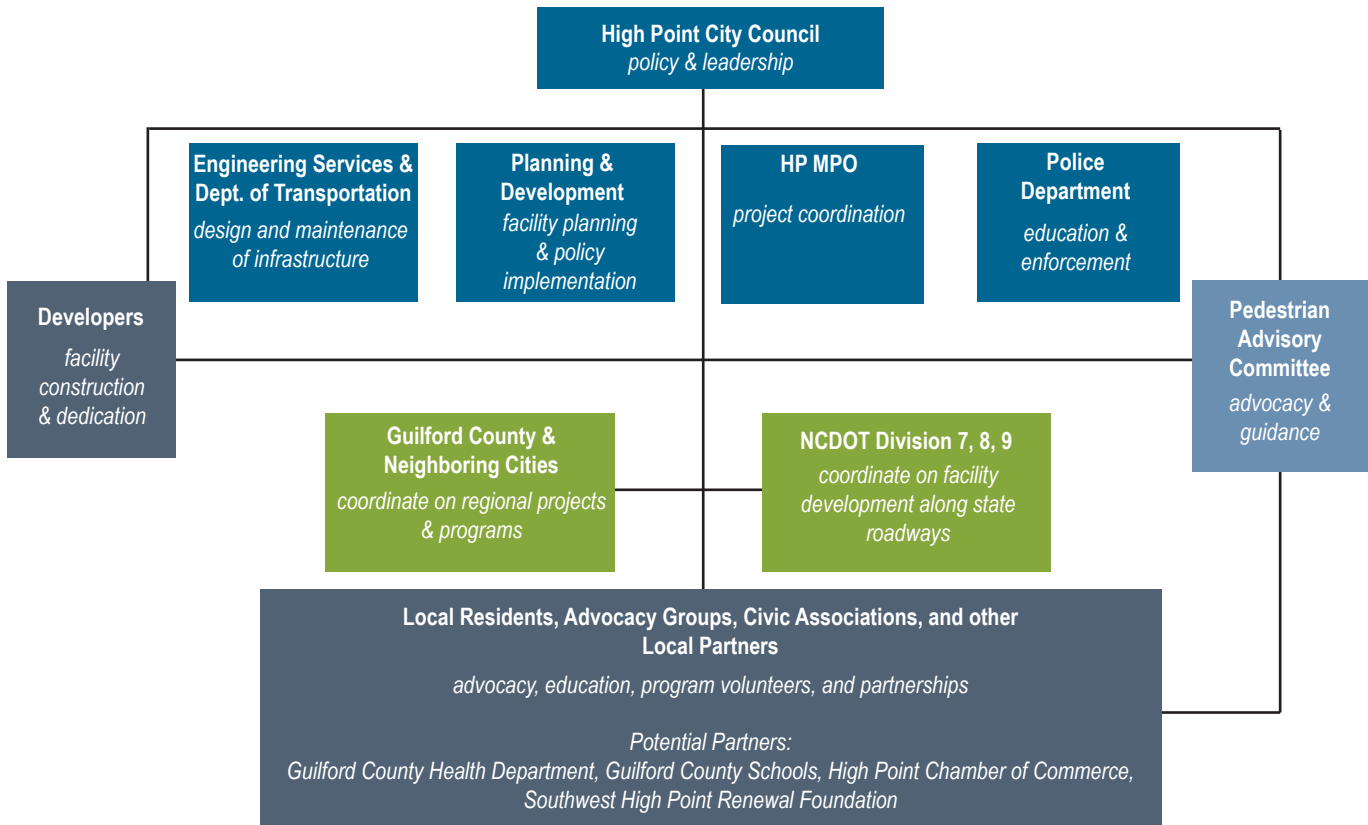 High Point City Council
policy & leadership
Engineering Services &
Dept. of Transportation
design and maintenance
of infrastructure
Planning &
Development
facility planning
& policy
implementation
HP MPO
project coordination
Police
Department
education &
enforcement
Developers
facility
construction
& dedication
Pedestrian
Advisory
Committee
advocacy &
guidance
Guilford County &
Neighboring Cities
coordinate on regional projects
& programs
NCDOT Division 7, 8, 9
coordinate on facility
development along state
roadways
Local Residents, Advocacy Groups, Civic Associations, and other
Local Partners
advocacy, education, program volunteers, and partnerships
Potential Partners:
Guilford County Health Department, Guilford County Schools, High Point Chamber of Commerce,
Southwest High Point Renewal Foundation